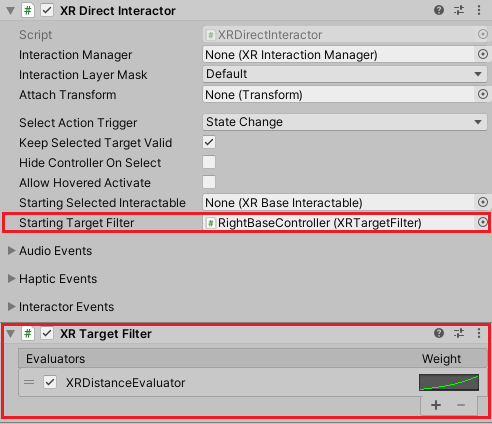 XR Direct Interactor
Script XRDirectInteractor
Interaction Manager None (XR Interaction Manager)
Interaction Layer Mask Default
Attach Transform None (Transform)
Select Action Trigger State Change
Keep Selected Target Valid
Hide Controller On Select
Allow Hovered Activate
Starting Selected Interactable None (XR Base Interactable)
Starting Target Filter RightBaseController (XRTargetFilter)
Audio Events
Haptic Events
Interactor Events
XR Target Filter
Evaluators Weight
XRDistanceEvaluator